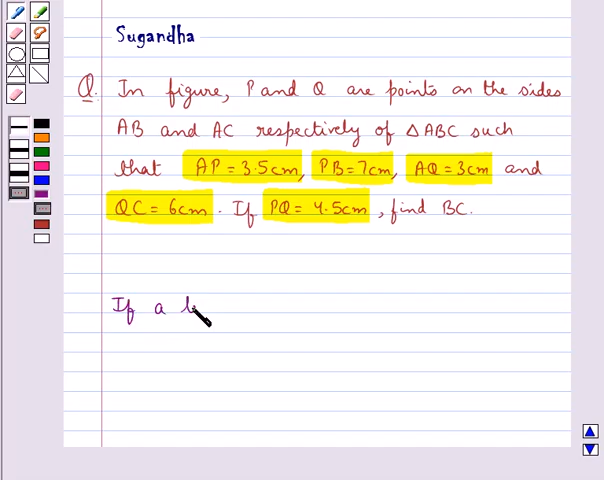 Sugandha
Q. In figure, P and Q are points on the sides
AB and AC respectively of △ABC such
that AP = 3.5cm, PB = 7cm, AQ = 3cm and
QC = 6cm. If PQ = 4.5cm, find BC.
If a l